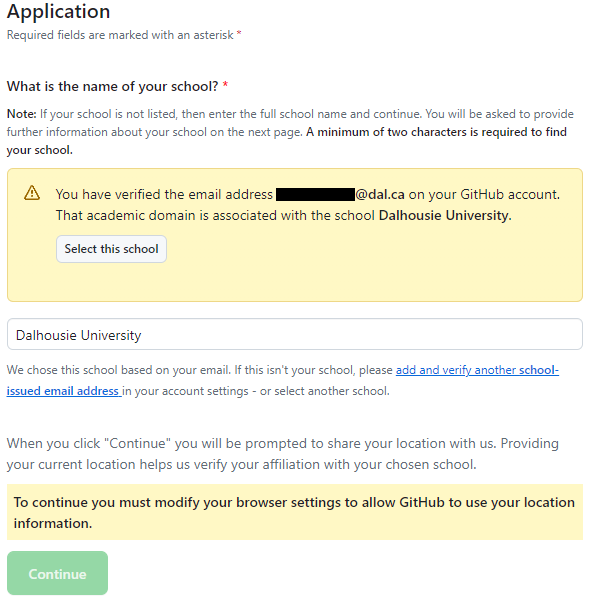 Application
Required fields are marked with an asterisk *
What is the name of your school? *
Note: If your school is not listed, then enter the full school name and continue. You will be asked to provide
further information about your school on the next page. A minimum of two characters is required to find
your school.
You have verified the email address @dal.ca on your GitHub account.
That academic domain is associated with the school Dalhousie University.
Select this school
Dalhousie University
We chose this school based on your email. If this isn't your school, please add and verify another school-
issued email address in your account settings - or select another school.
When you click "Continue" you will be prompted to share your location with us. Providing
your current location helps us verify your affiliation with your chosen school.
To continue you must modify your browser settings to allow GitHub to use your location
information.
Continue